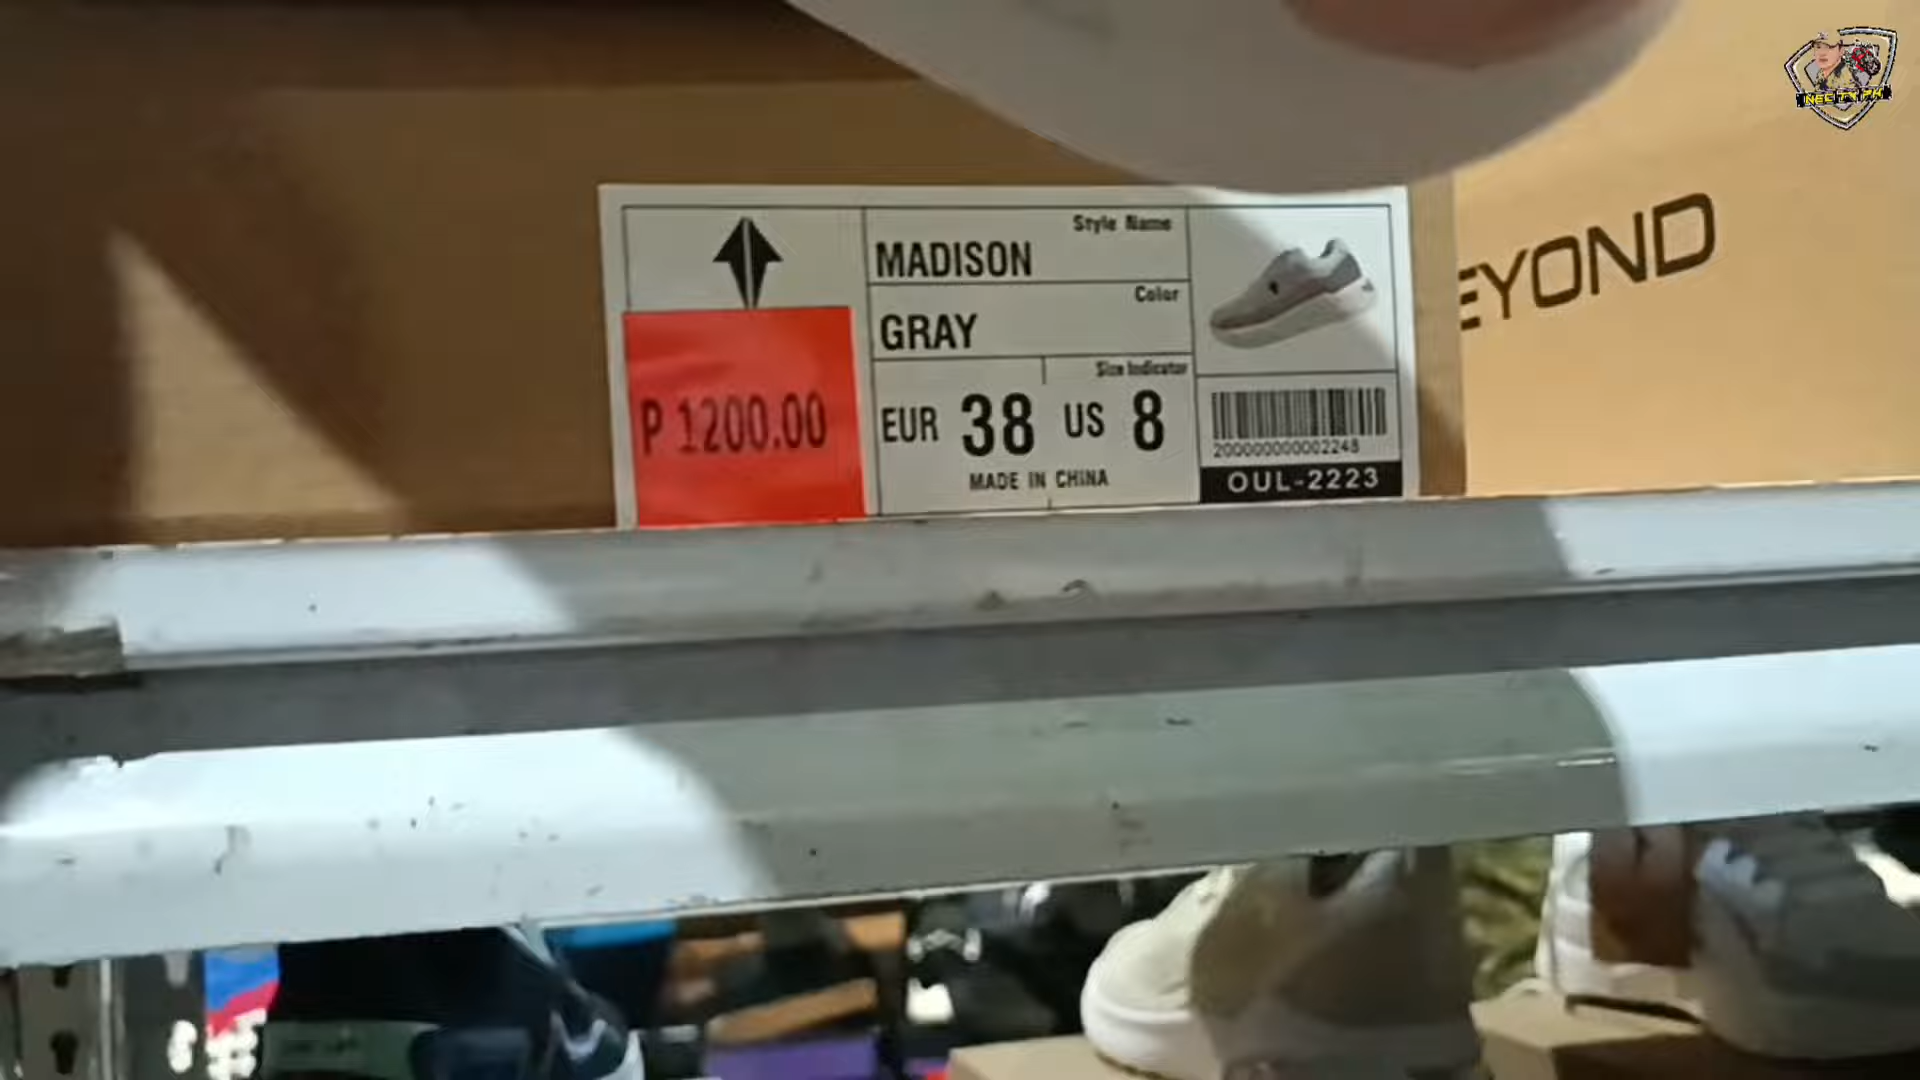 Style Name
MADISON
Color
GRAY
Size Indicator
EUR 38 US 8
MADE IN CHINA
P 1200.00
200000000002248
OUL-2223
EYOND